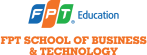 FPT Education
FPT SCHOOL OF BUSINESS
& TECHNOLOGY